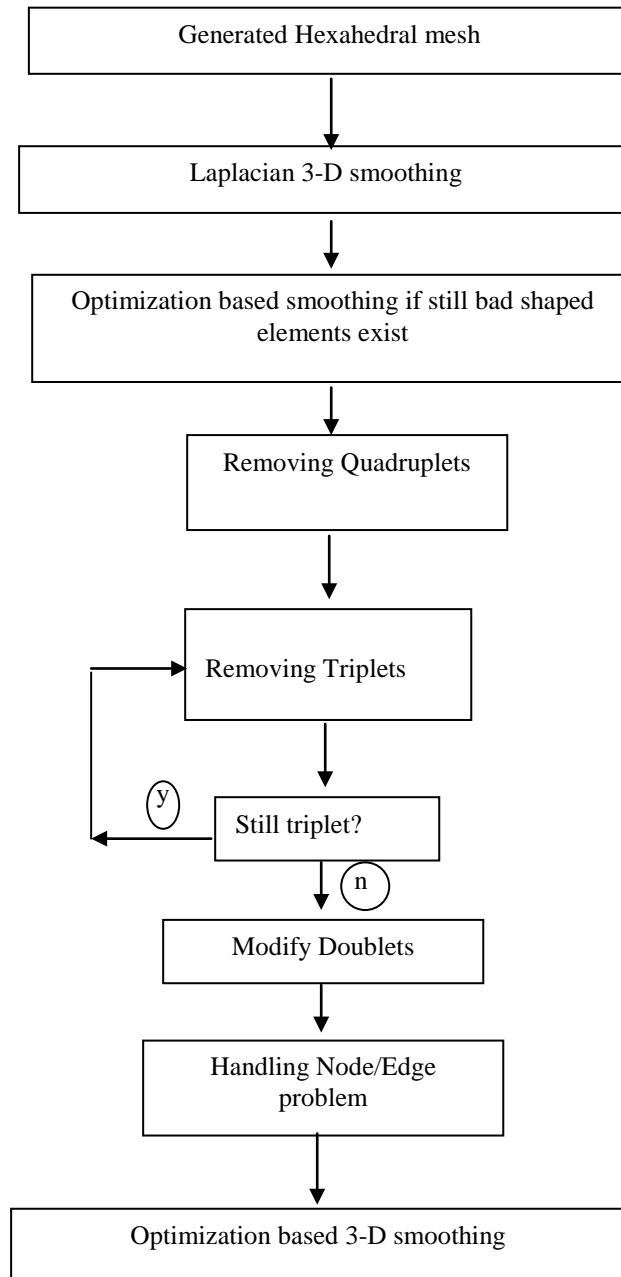 Generated Hexahedral mesh
Laplacian 3-D smoothing
Optimization based smoothing if still bad shaped
elements exist
Removing Quadruplets
Removing Triplets
y
Still triplet?
n
Modify Doublets
Handling Node/Edge
problem
Optimization based 3-D smoothing